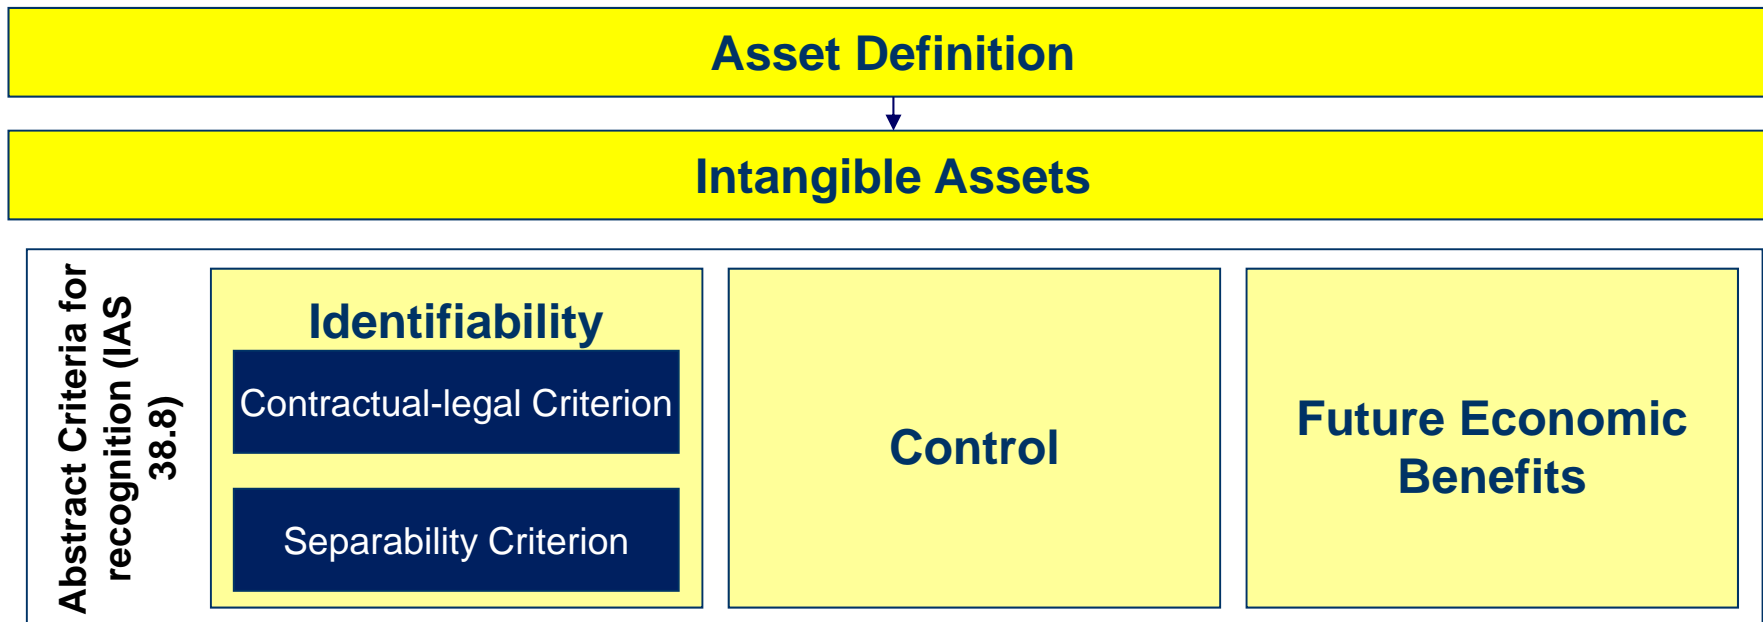 Asset Definition
Intangible Assets
Abstract Criteria for
recognition (IAS
38.8)
Identifiability
Contractual-legal Criterion
Separability Criterion
Control
Future Economic
Benefits